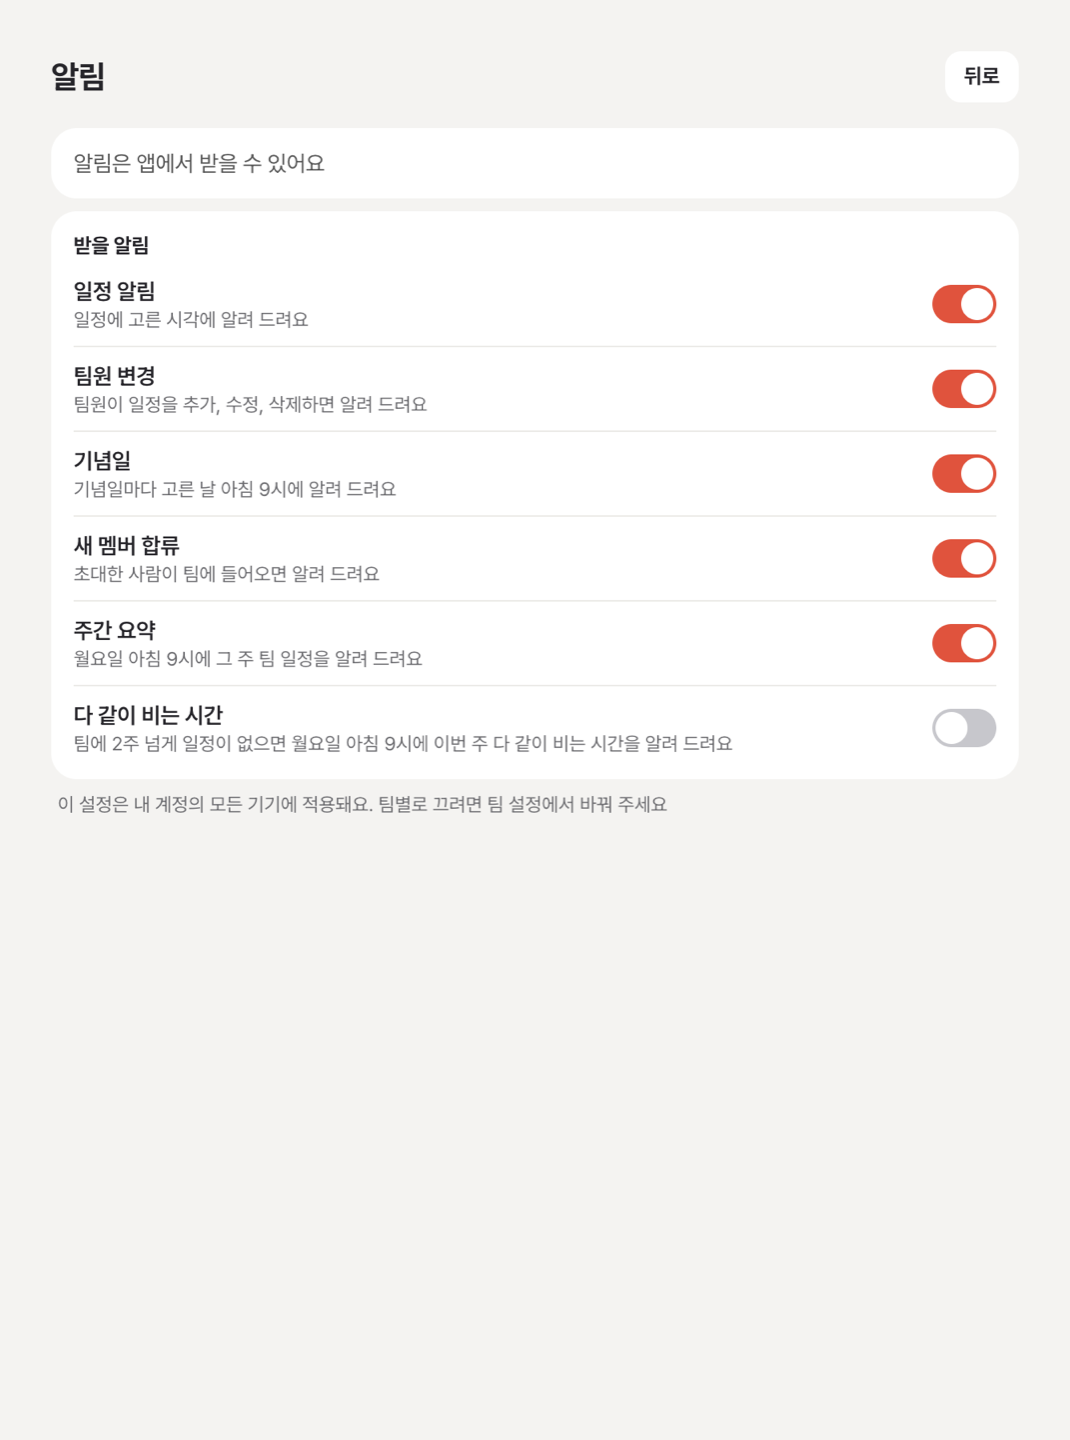 알림
뒤로
알림은 앱에서 받을 수 있어요
받을 알림
일정 알림
일정에 고른 시각에 알려 드려요
팀원 변경
팀원이 일정을 추가, 수정, 삭제하면 알려 드려요
기념일
기념일마다 고른 날 아침 9시에 알려 드려요
새 멤버 합류
초대한 사람이 팀에 들어오면 알려 드려요
주간 요약
월요일 아침 9시에 그 주 팀 일정을 알려 드려요
다 같이 비는 시간
팀에 2주 넘게 일정이 없으면 월요일 아침 9시에 이번 주 다 같이 비는 시간을 알려 드려요
이 설정은 내 계정의 모든 기기에 적용돼요. 팀별로 끄려면 팀 설정에서 바꿔 주세요